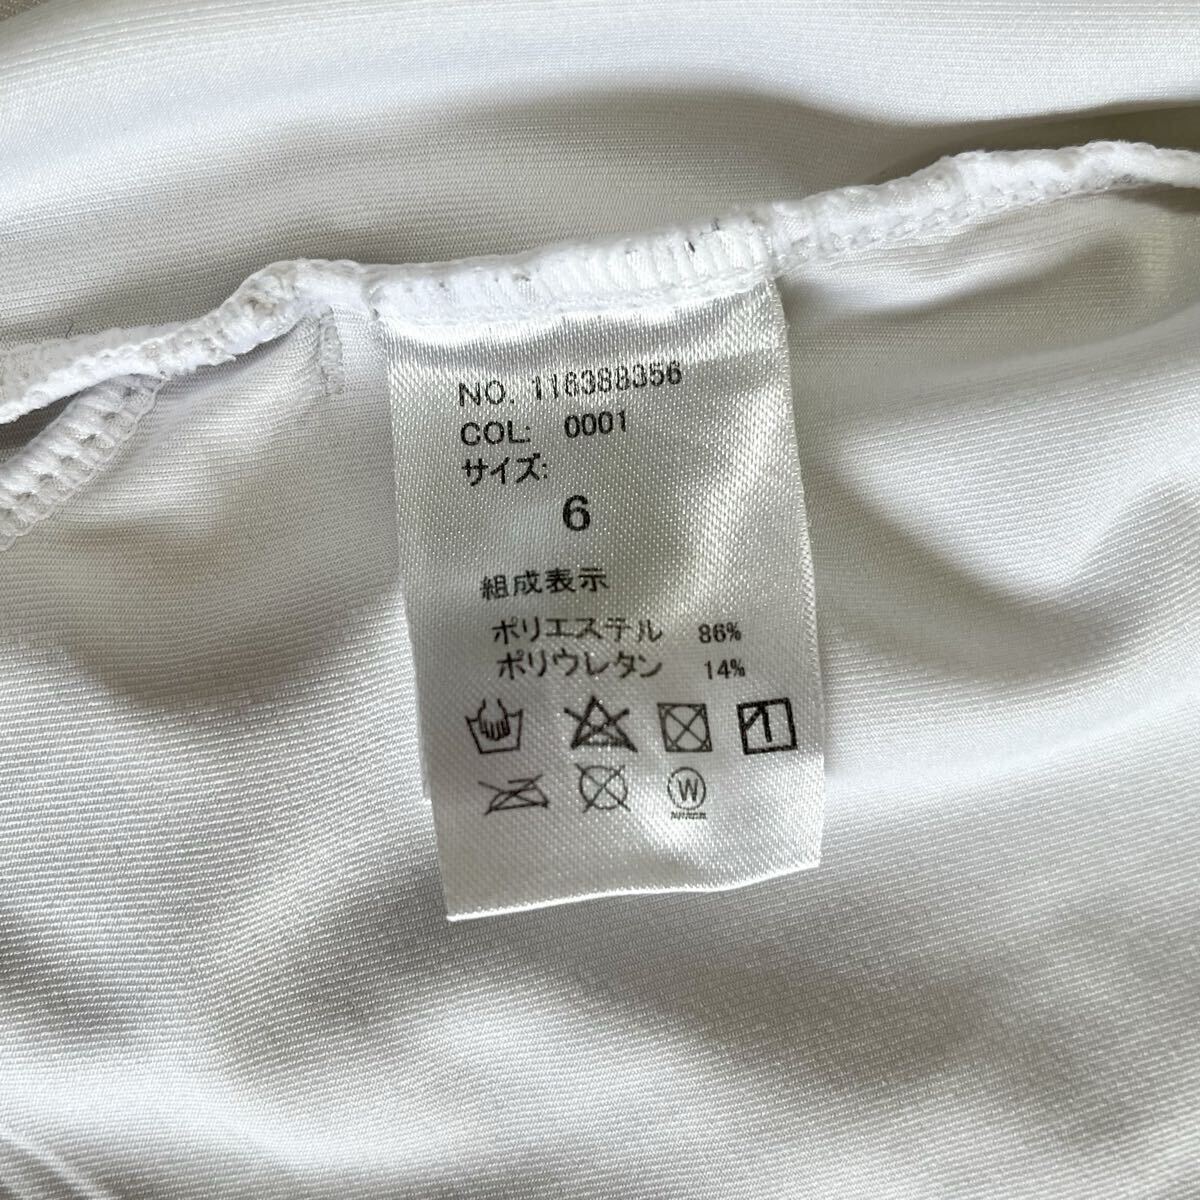 NO. 116388356
COL: 0001
サイズ:
6
組成表示
ポリエステル 86%
ポリウレタン 14%
W